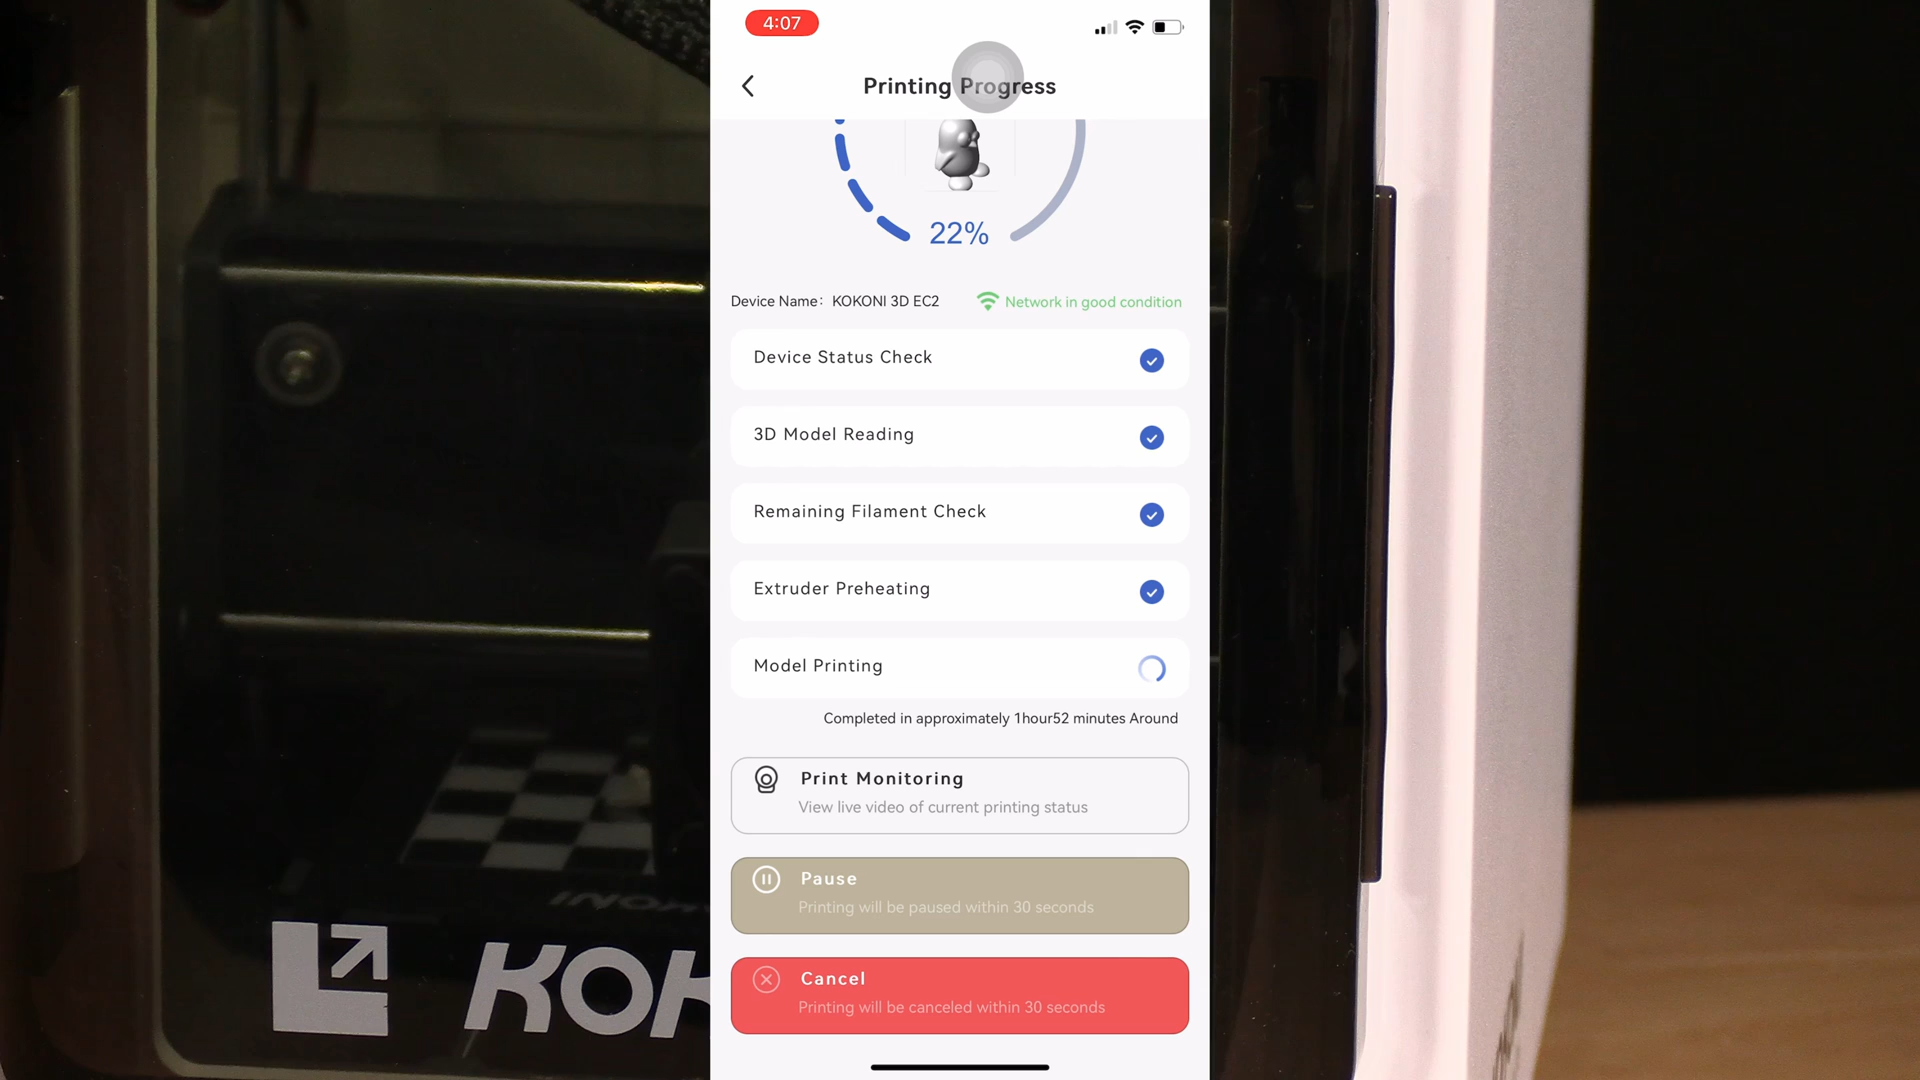 4:07
Printing Progress
22%
Device Name: KOKONI 3D EC2
Network in good condition
Device Status Check
3D Model Reading
Remaining Filament Check
Extruder Preheating
Model Printing
Completed in approximately 1hour52 minutes Around
Print Monitoring
View live video of current printing status
Pause
Printing will be paused within 30 seconds
Cancel
Printing will be canceled within 30 seconds
KOK